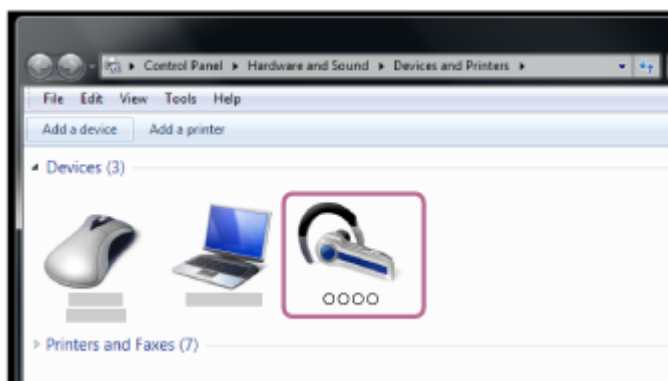 Control Panel ▸ Hardware and Sound ▸ Devices and Printers ▸
File Edit View Tools Help
Add a device Add a printer
Devices (3)
○○○○
Printers and Faxes (7)